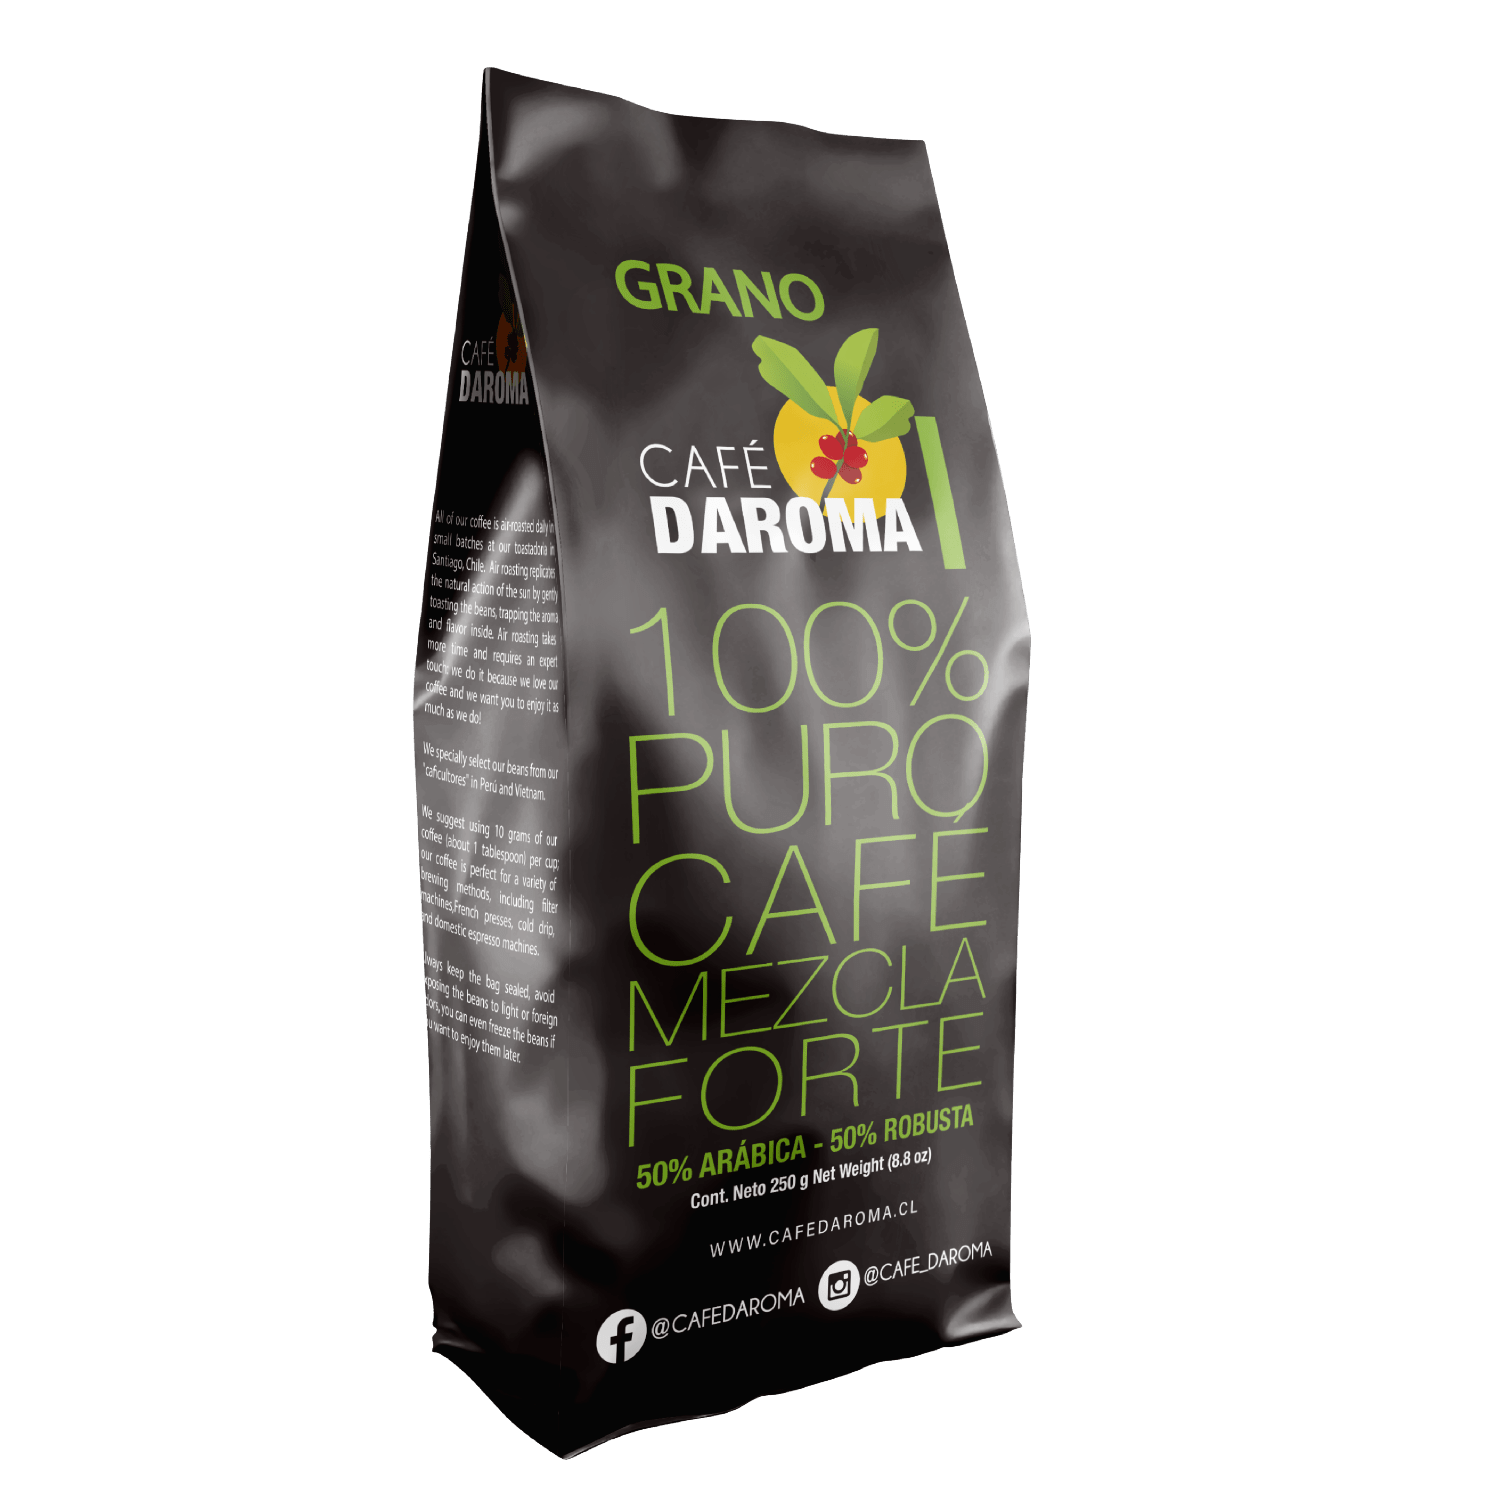 GRANO
CAFÉ
DAROMA
100%
PURO
CAFÉ
MEZCLA
FORTE
50% ARÁBICA - 50% ROBUSTA
Cont. Neto 250 g Net Weight (8.8 oz)
WWW.CAFEDAROMA.CL
@CAFEDAROMA
@CAFE_DAROMA
CAFÉ
DAROMA
All of our coffee is air-roasted daily in
small batches at our toastadoria in
Santiago, Chile. Air roasting replicates
the natural action of the sun by gently
toasting the beans, trapping the aroma
and flavor inside. Air roasting takes
more time and requires an expert
touch; we do it because we love our
coffee and we want you to enjoy it as
much as we do!
We specially select our beans from our
"caficultores" in Perú and Vietnam.
We suggest using 10 grams of our
coffee (about 1 tablespoon) per cup;
our coffee is perfect for a variety of
brewing methods, including filter
machines,French presses, cold drip,
and domestic espresso machines.
keep the bag sealed, avoid
the beans to light or foreign
you can even freeze the beans if
want to enjoy them later.